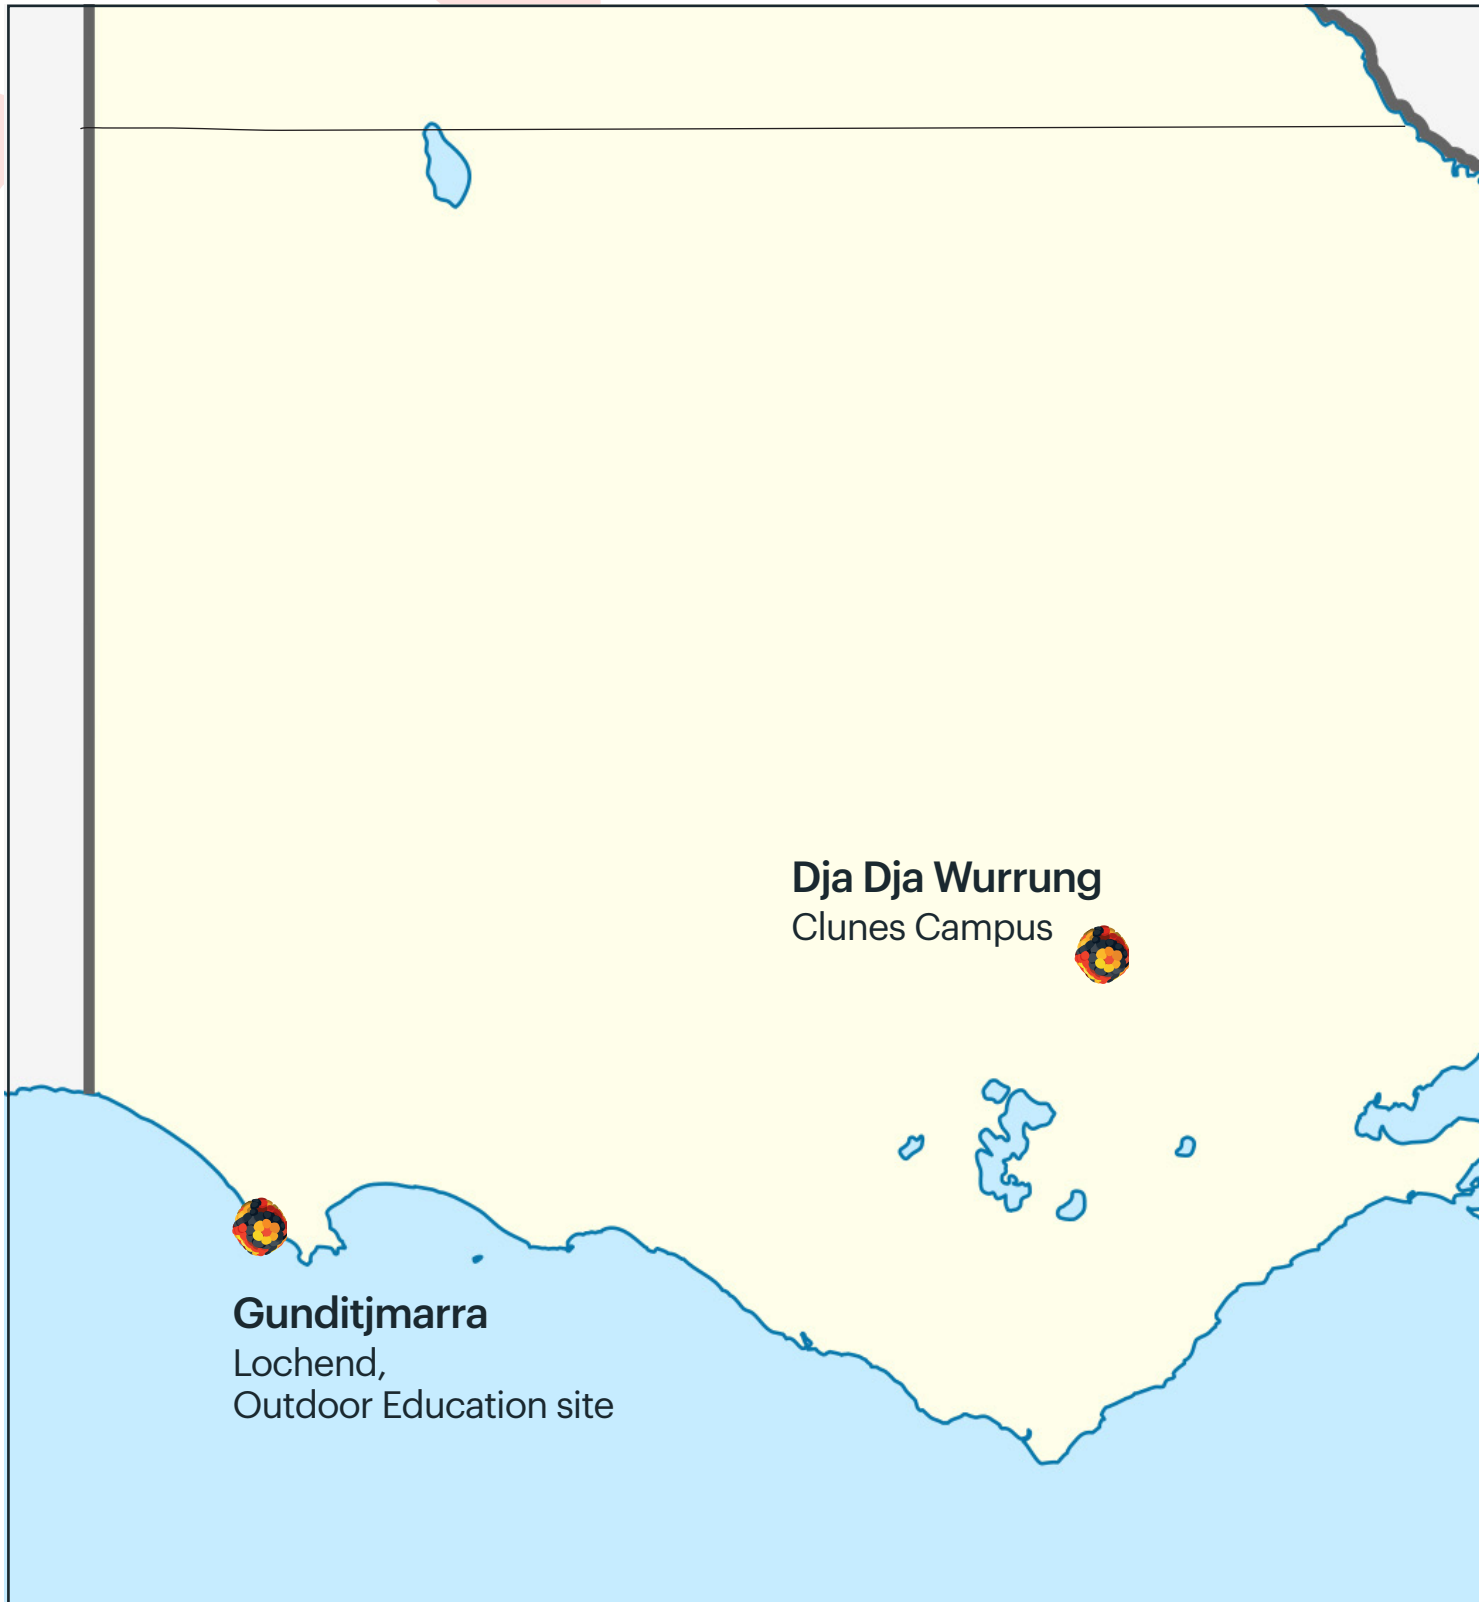 Dja Dja Wurrung
Clunes Campus
Gunditjmarra
Lochend,
Outdoor Education site